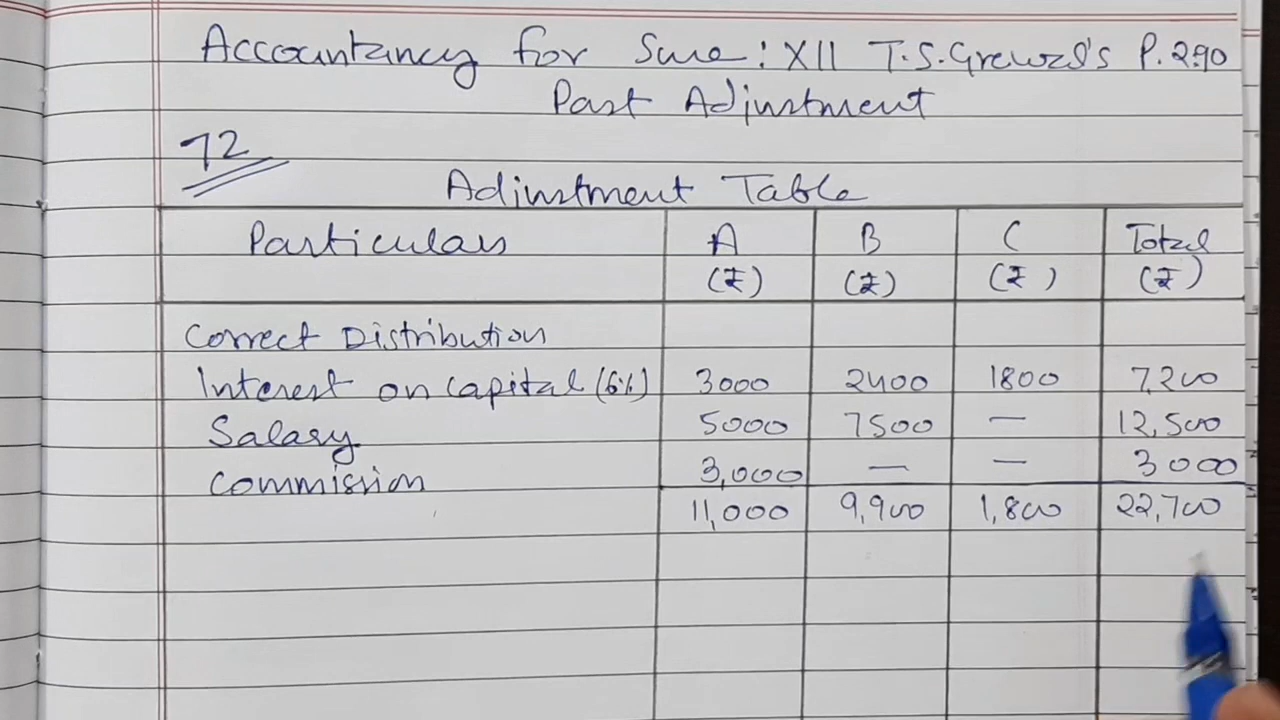 Accountancy for Sure: XII T.S.Grewal's P.2.90
Past Adjustment
72
Adjustment Table
Particulars A B C Total
(₹) (₹) (₹) (₹)
Correct Distribution
Interest on Capital (6%) 3000 2400 1800 7,200
Salary 5000 7500 — 12,500
Commission 3,000 — — 3000
11,000 9,900 1,800 22,700